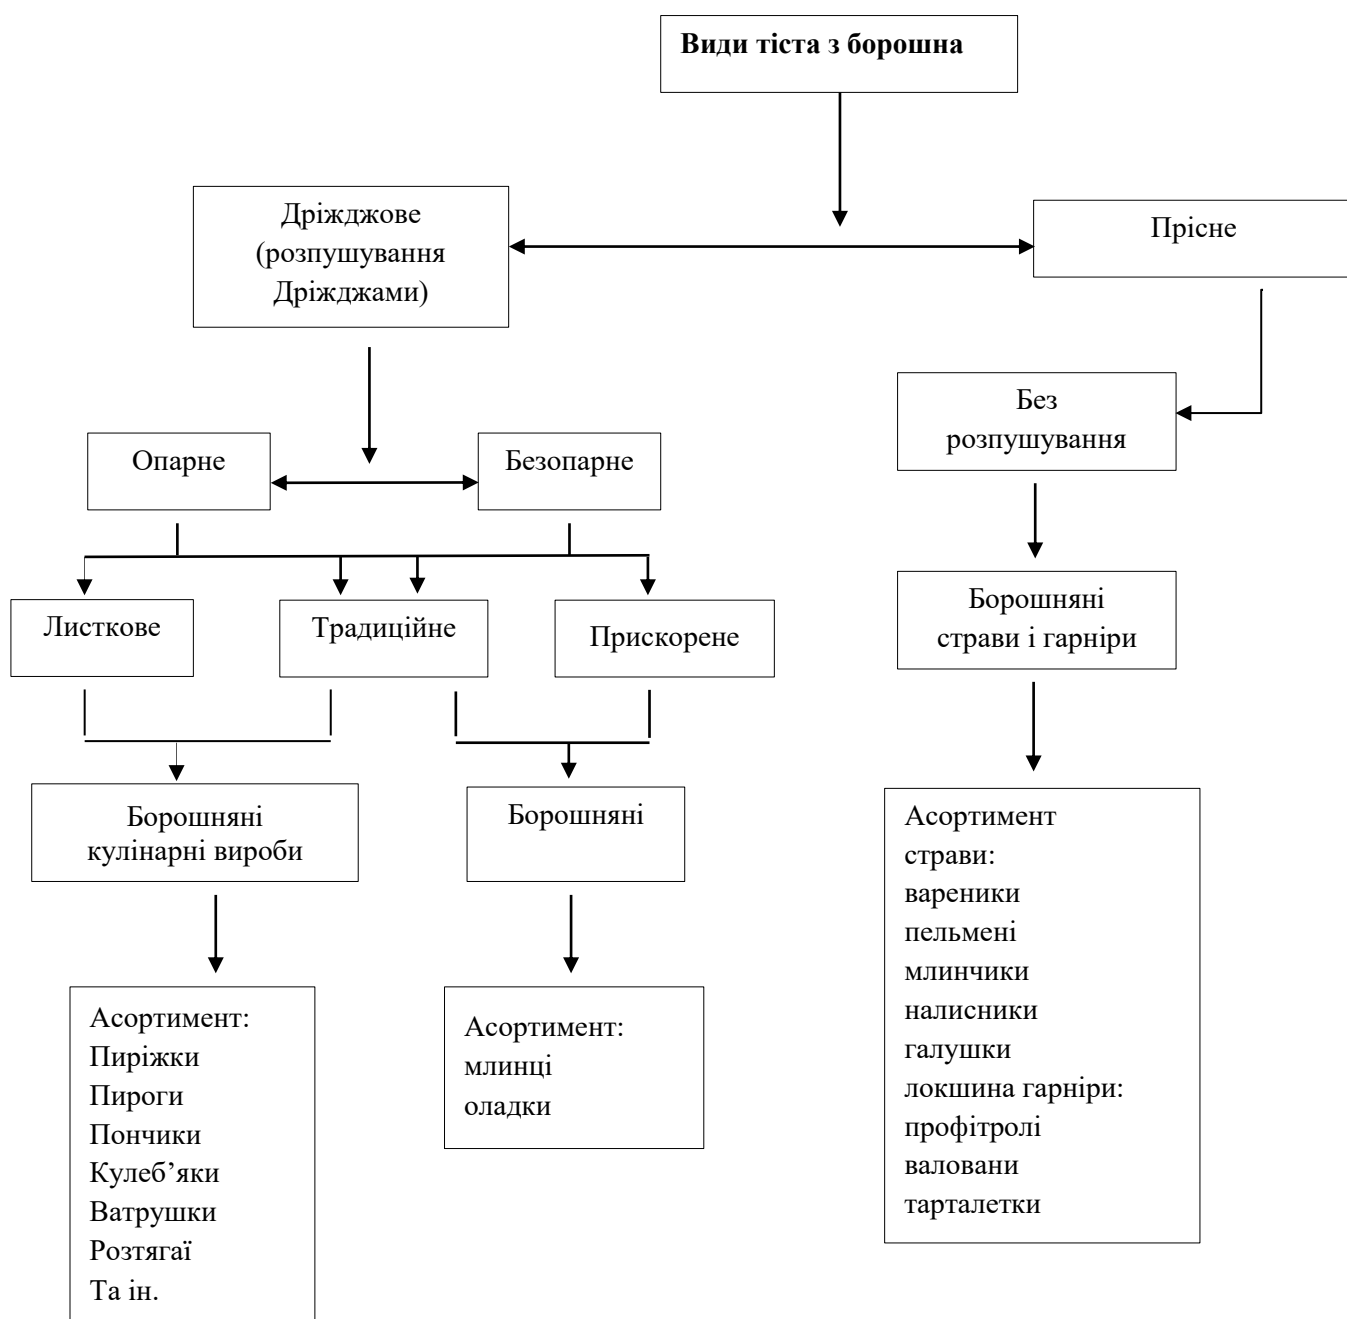 Види тіста з борошна
Дріжджове
(розпушування
Дріжджами)
Прісне
Без
розпушування
Опарне
Безопарне
Листкове
Традиційне
Прискорене
Борошняні
страви і гарніри
Борошняні
кулінарні вироби
Борошняні
Асортимент
страви:
вареники
пельмені
млинчики
налисники
галушки
локшина гарніри:
профітролі
валовани
тарталетки
Асортимент:
Пиріжки
Пироги
Пончики
Кулеб’яки
Ватрушки
Розтягаї
Та ін.
Асортимент:
млинці
оладки